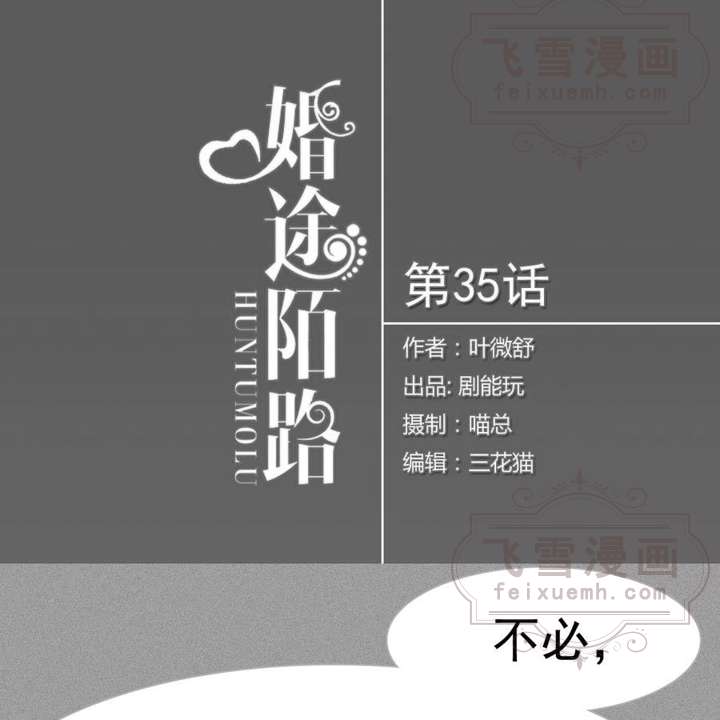 飞雪漫画
feixuemh.com
婚途陌路
HUNTUMOLU
第35话
作者：叶微舒
出品: 剧能玩
摄制：喵总
编辑：三花猫
飞雪漫画
feixuemh.com
不必，